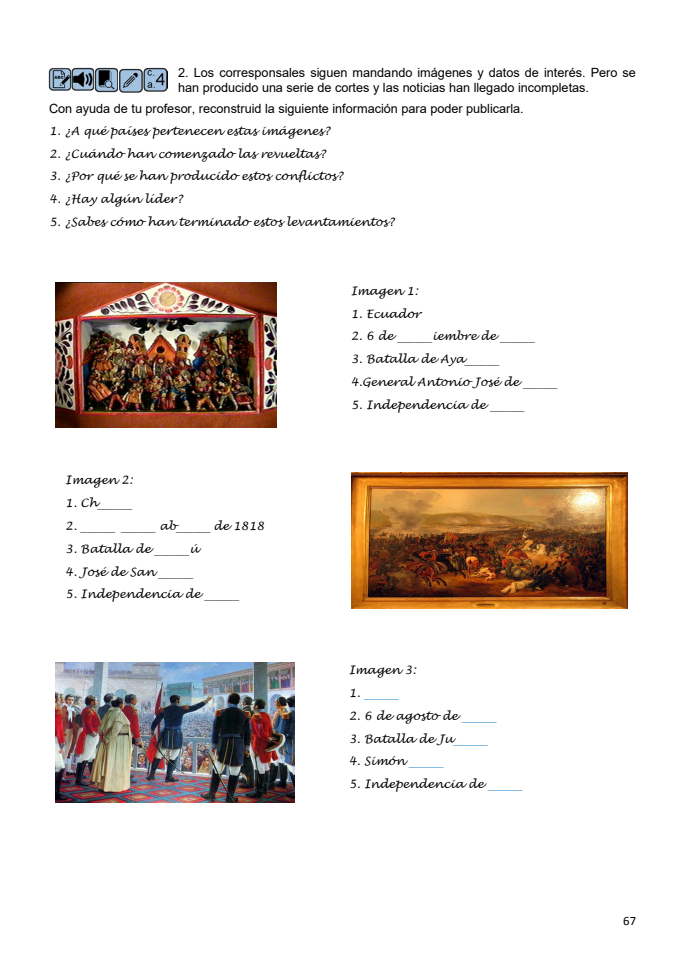 ABC
C.
a. 4
2. Los corresponsales siguen mandando imágenes y datos de interés. Pero se
han producido una serie de cortes y las noticias han llegado incompletas.
Con ayuda de tu profesor, reconstruid la siguiente información para poder publicarla.
1. ¿A qué países pertenecen estas imágenes?
2. ¿Cuándo han comenzado las revueltas?
3. ¿Por qué se han producido estos conflictos?
4. ¿Hay algún líder?
5. ¿Sabes cómo han terminado estos levantamientos?
Imagen 1:
1. Ecuador
2. 6 de _____iembre de _____
3. Batalla de Aya_____
4.General Antonio José de _____
5. Independencia de _____
Imagen 2:
1. Ch_____
2. _____ _____ ab_____ de 1818
3. Batalla de _____ú
4. José de San _____
5. Independencia de _____
Imagen 3:
1. _____
2. 6 de agosto de _____
3. Batalla de Ju_____
4. Simón _____
5. Independencia de _____
67